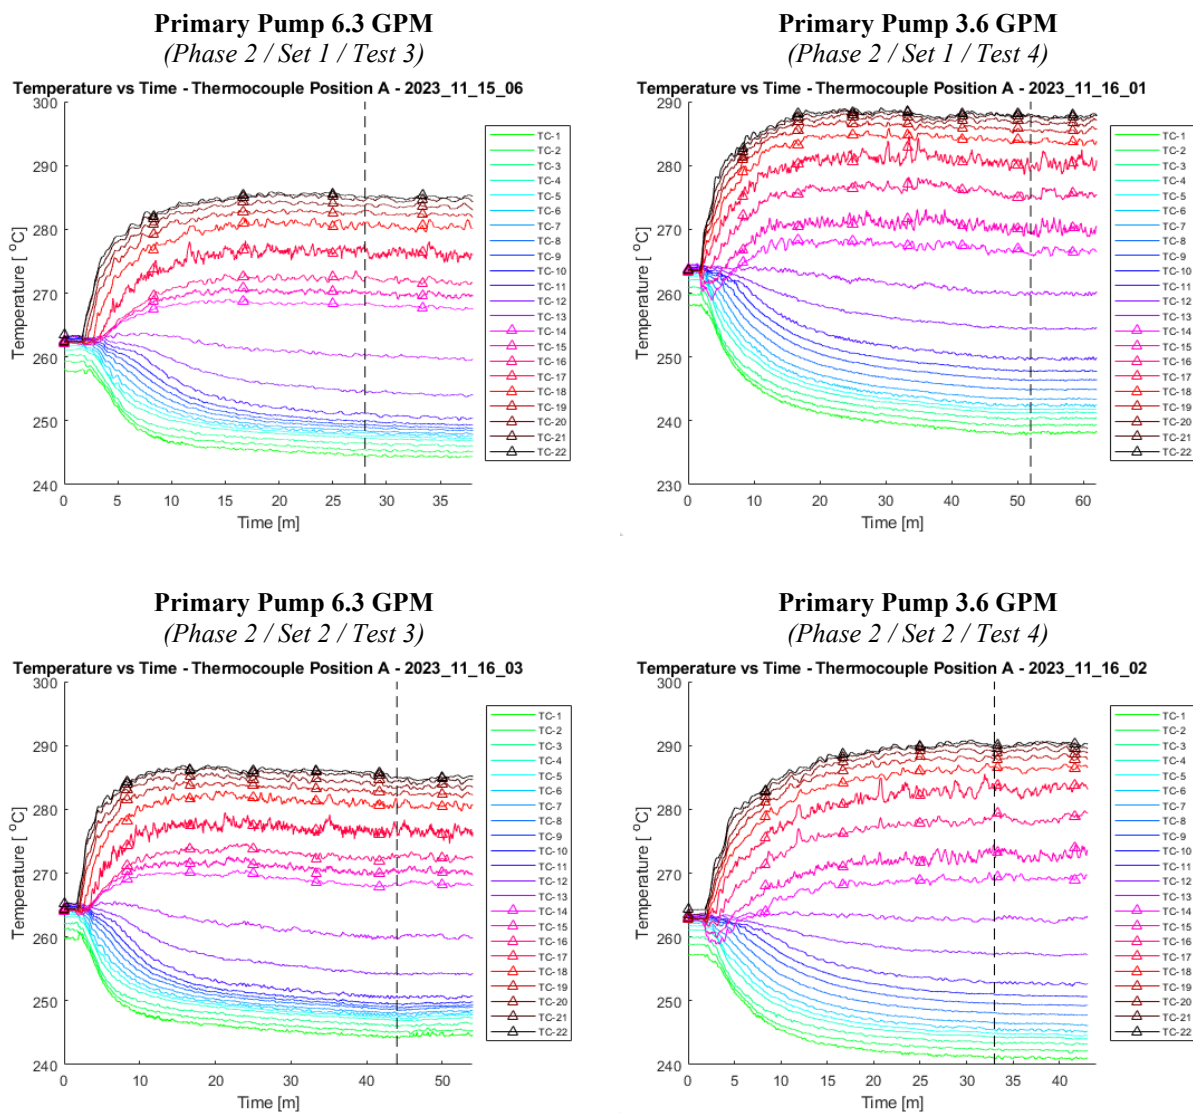 Primary Pump 6.3 GPM
(Phase 2 / Set 1 / Test 3)
Temperature vs Time - Thermocouple Position A - 2023_11_15_06
300
290
280
270
260
250
240
Temperature [ °C]
0 5 10 15 20 25 30 35
Time [m]
TC-1
TC-2
TC-3
TC-4
TC-5
TC-6
TC-7
TC-8
TC-9
TC-10
TC-11
TC-12
TC-13
TC-14
TC-15
TC-16
TC-17
TC-18
TC-19
TC-20
TC-21
TC-22
Primary Pump 3.6 GPM
(Phase 2 / Set 1 / Test 4)
Temperature vs Time - Thermocouple Position A - 2023_11_16_01
290
280
270
260
250
240
230
Temperature [ °C]
0 10 20 30 40 50 60
Time [m]
TC-1
TC-2
TC-3
TC-4
TC-5
TC-6
TC-7
TC-8
TC-9
TC-10
TC-11
TC-12
TC-13
TC-14
TC-15
TC-16
TC-17
TC-18
TC-19
TC-20
TC-21
TC-22
Primary Pump 6.3 GPM
(Phase 2 / Set 2 / Test 3)
Temperature vs Time - Thermocouple Position A - 2023_11_16_03
300
290
280
270
260
250
240
Temperature [ °C]
0 10 20 30 40 50
Time [m]
TC-1
TC-2
TC-3
TC-4
TC-5
TC-6
TC-7
TC-8
TC-9
TC-10
TC-11
TC-12
TC-13
TC-14
TC-15
TC-16
TC-17
TC-18
TC-19
TC-20
TC-21
TC-22
Primary Pump 3.6 GPM
(Phase 2 / Set 2 / Test 4)
Temperature vs Time - Thermocouple Position A - 2023_11_16_02
300
290
280
270
260
250
240
Temperature [ °C]
0 5 10 15 20 25 30 35 40
Time [m]
TC-1
TC-2
TC-3
TC-4
TC-5
TC-6
TC-7
TC-8
TC-9
TC-10
TC-11
TC-12
TC-13
TC-14
TC-15
TC-16
TC-17
TC-18
TC-19
TC-20
TC-21
TC-22